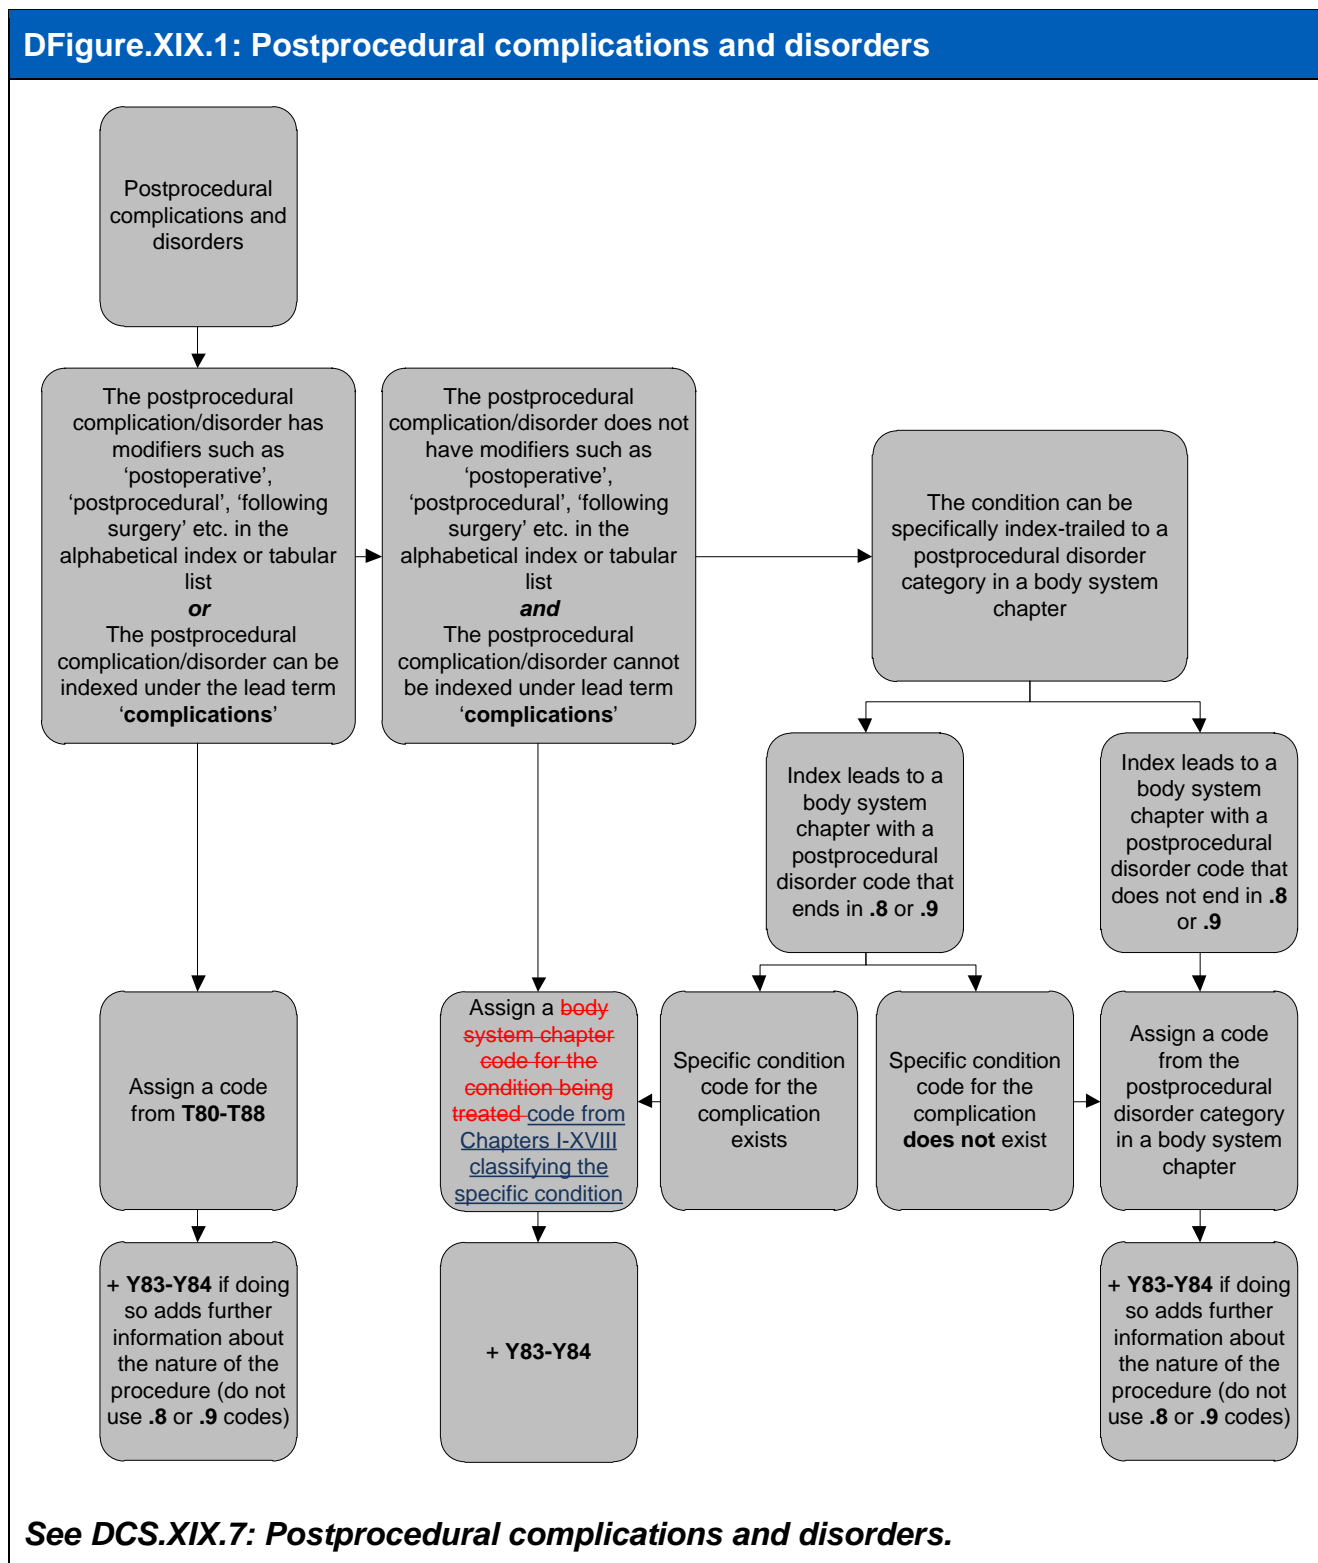 DFigure.XIX.1: Postprocedural complications and disorders
Postprocedural
complications and
disorders
The postprocedural
complication/disorder has
modifiers such as
‘postoperative’,
‘postprocedural’, ‘following
surgery’ etc. in the
alphabetical index or tabular
list
or
The postprocedural
complication/disorder can be
indexed under the lead term
‘complications’
The postprocedural
complication/disorder does not
have modifiers such as
‘postoperative’,
‘postprocedural’, ‘following
surgery’ etc. in the
alphabetical index or tabular
list
and
The postprocedural
complication/disorder cannot
be indexed under lead term
‘complications’
The condition can be
specifically index-trailed to a
postprocedural disorder
category in a body system
chapter
Index leads to a
body system
chapter with a
postprocedural
disorder code that
ends in .8 or .9
Index leads to a
body system
chapter with a
postprocedural
disorder code that
does not end in .8
or .9
Assign a code
from T80-T88
Assign a body
system chapter
code for the
condition being
treated code from
Chapters I-XVIII
classifying the
specific condition
Specific condition
code for the
complication
exists
Specific condition
code for the
complication
does not exist
Assign a code
from the
postprocedural
disorder category
in a body system
chapter
+ Y83-Y84 if doing
so adds further
information about
the nature of the
procedure (do not
use .8 or .9 codes)
+ Y83-Y84
+ Y83-Y84 if doing
so adds further
information about
the nature of the
procedure (do not
use .8 or .9 codes)
See DCS.XIX.7: Postprocedural complications and disorders.